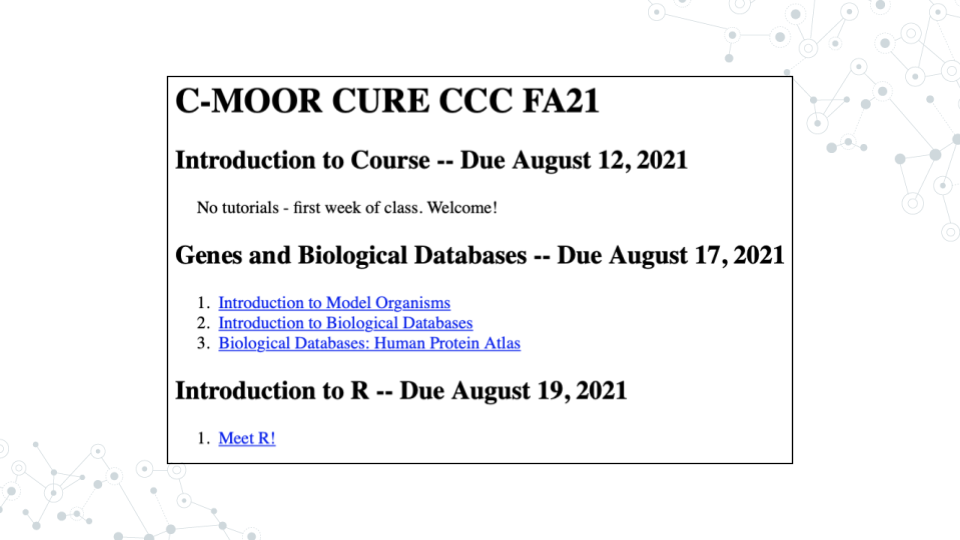 C-MOOR CURE CCC FA21
Introduction to Course -- Due August 12, 2021
No tutorials - first week of class. Welcome!
Genes and Biological Databases -- Due August 17, 2021
1. Introduction to Model Organisms
2. Introduction to Biological Databases
3. Biological Databases: Human Protein Atlas
Introduction to R -- Due August 19, 2021
1. Meet R!